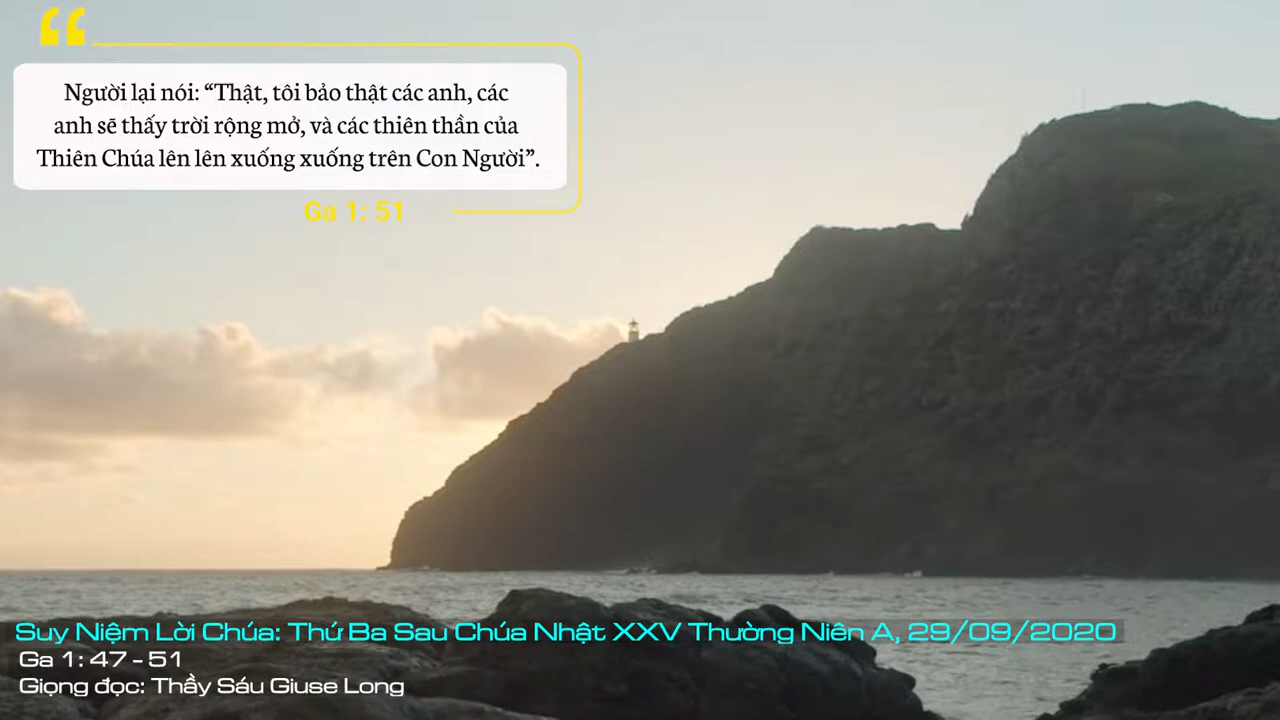 Người lại nói: “Thật, tôi bảo thật các anh, các
anh sẽ thấy trời rộng mở, và các thiên thần của
Thiên Chúa lên lên xuống xuống trên Con Người”.
Ga 1: 51
Suy Niệm Lời Chúa: Thứ Ba Sau Chúa Nhật XXV Thường Niên A, 29/09/2020
Ga 1: 47 - 51
Giọng đọc: Thầy Sáu Giuse Long